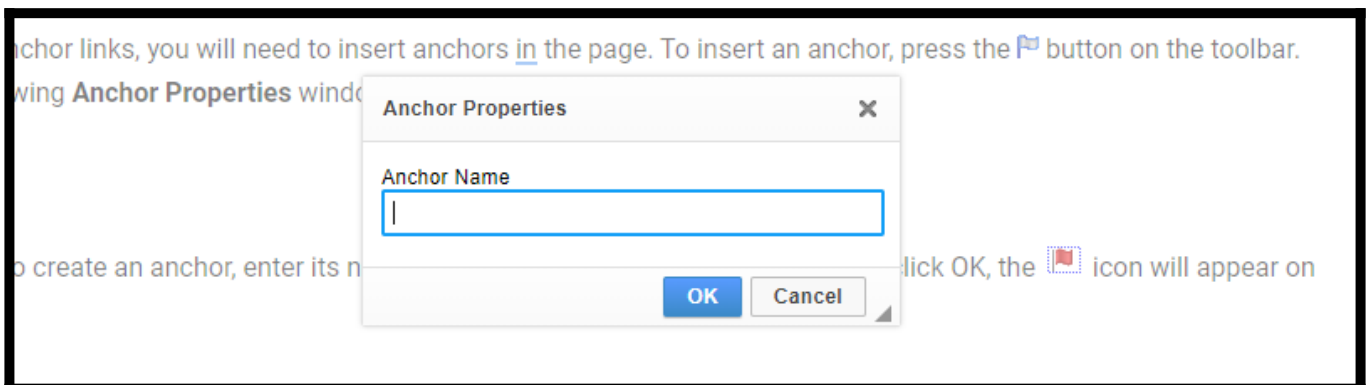 nchor links, you will need to insert anchors in the page. To insert an anchor, press the button on the toolbar.
wing Anchor Properties windo
Anchor Properties
Anchor Name
o create an anchor, enter its n
lick OK, the icon will appear on
OK Cancel